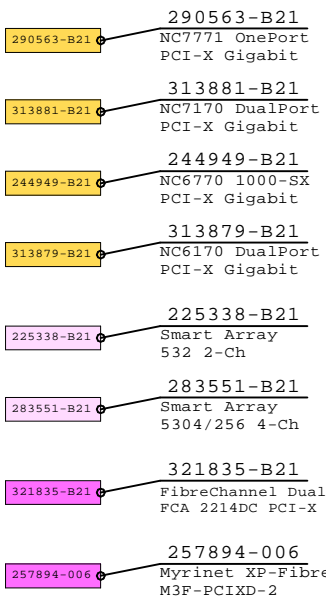 290563-B21
290563-B21
NC7771 OnePort
PCI-X Gigabit
313881-B21
313881-B21
NC7170 DualPort
PCI-X Gigabit
244949-B21
244949-B21
NC6770 1000-SX
PCI-X Gigabit
313879-B21
313879-B21
NC6170 DualPort
PCI-X Gigabit
225338-B21
225338-B21
Smart Array
532 2-Ch
283551-B21
283551-B21
Smart Array
5304/256 4-Ch
321835-B21
321835-B21
FibreChannel Dual
FCA 2214DC PCI-X
257894-006
257894-006
Myrinet XP-Fibre
M3F-PCIXD-2